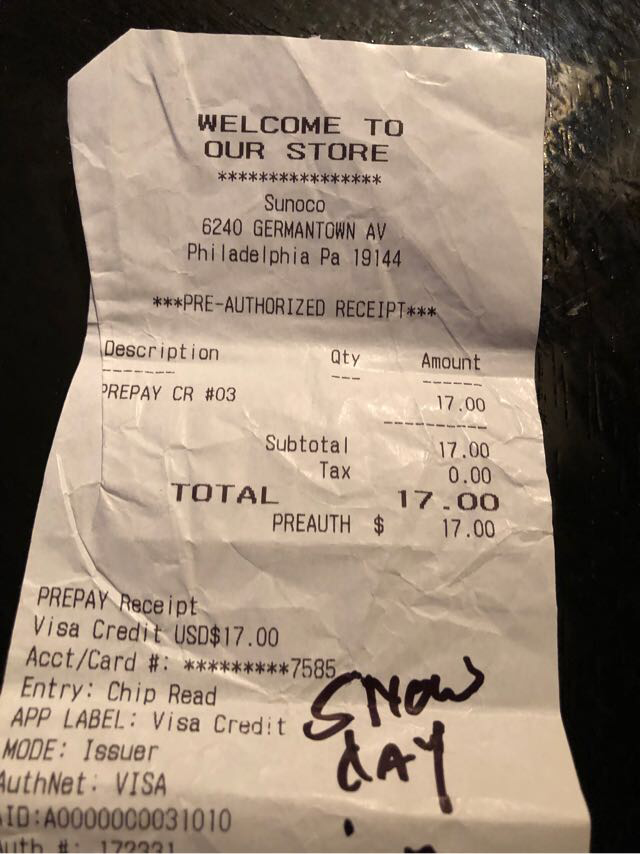 WELCOME TO
OUR STORE
****************
Sunoco
6240 GERMANTOWN AV
Philadelphia Pa 19144
***PRE-AUTHORIZED RECEIPT***
Description Qty Amount
PREPAY CR #03 17.00
Subtotal 17.00
Tax 0.00
TOTAL 17.00
PREAUTH $ 17.00
PREPAY Receipt
Visa Credit USD$17.00
Acct/Card #: *********7585
Entry: Chip Read
APP LABEL: Visa Credit
MODE: Issuer
AuthNet: VISA
AID:A0000000031010
Auth #:
SNOW
DAY